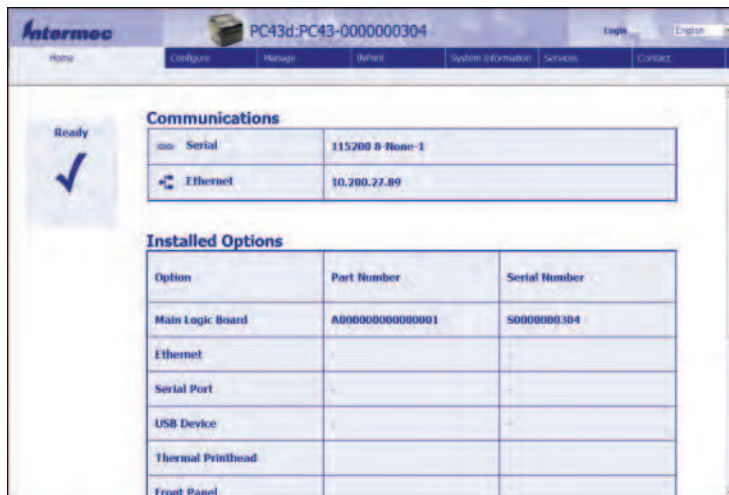 Intermec
PC43d:PC43-0000000304
Login
English
Home
Configure
Manage
INPrint
System Information
Services
Contact
Ready
Communications
Serial 115200 8-None-1
Ethernet 10.200.27.89
Installed Options
Option Part Number Serial Number
Main Logic Board A000000000000001 S0000000304
Ethernet - -
Serial Port - -
USB Device - -
Thermal Printhead
Front Panel